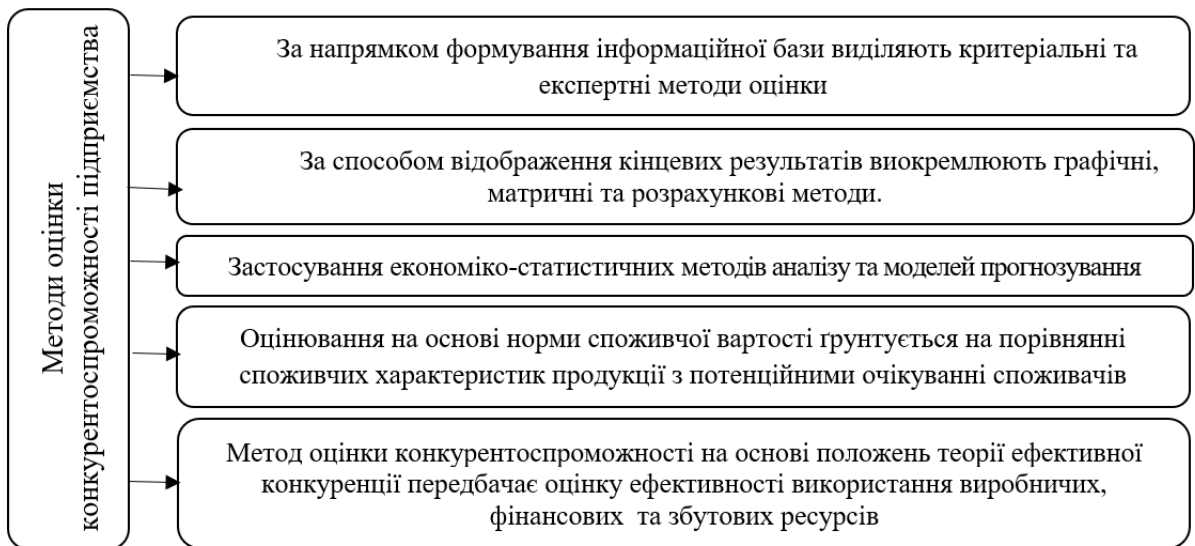 Методи оцінки
конкурентоспроможності підприємства
За напрямком формування інформаційної бази виділяють критеріальні та
експертні методи оцінки
За способом відображення кінцевих результатів виокремлюють графічні,
матричні та розрахункові методи.
Застосування економіко-статистичних методів аналізу та моделей прогнозування
Оцінювання на основі норми споживчої вартості ґрунтується на порівнянні
споживчих характеристик продукції з потенційними очікуванні споживачів
Метод оцінки конкурентоспроможності на основі положень теорії ефективної
конкуренції передбачає оцінку ефективності використання виробничих,
фінансових та збутових ресурсів